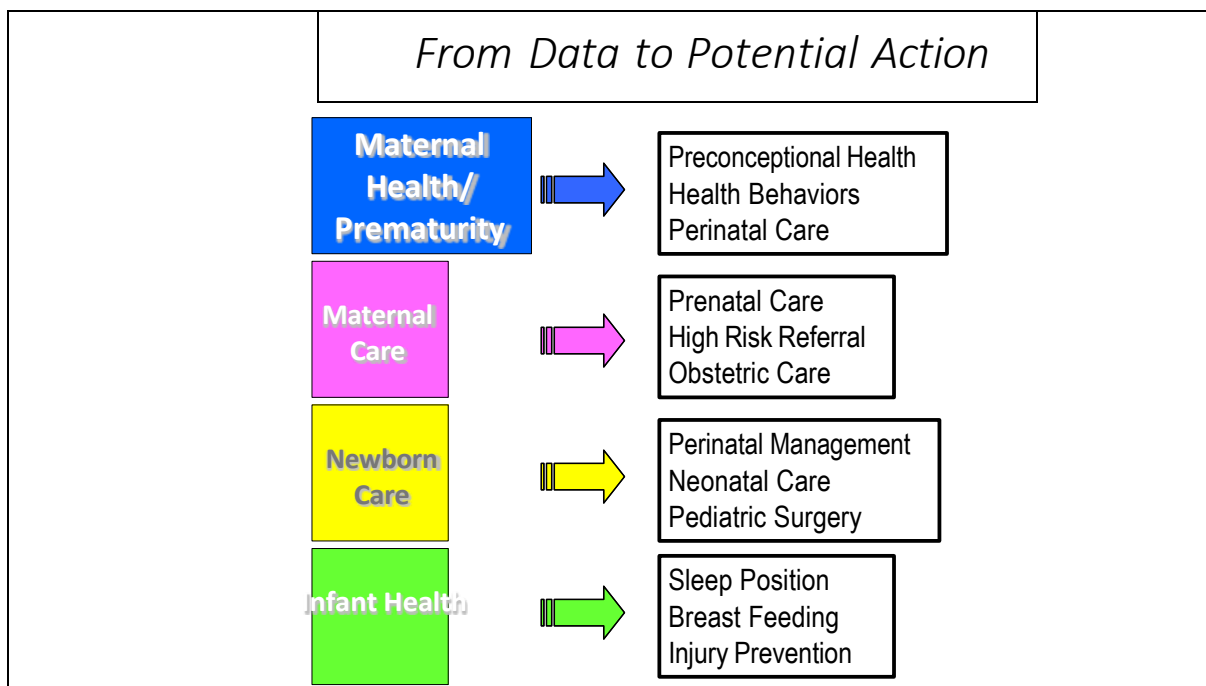 From Data to Potential Action
Maternal
Health/
Prematurity
Preconceptional Health
Health Behaviors
Perinatal Care
Maternal
Care
Prenatal Care
High Risk Referral
Obstetric Care
Newborn
Care
Perinatal Management
Neonatal Care
Pediatric Surgery
Infant Health
Sleep Position
Breast Feeding
Injury Prevention